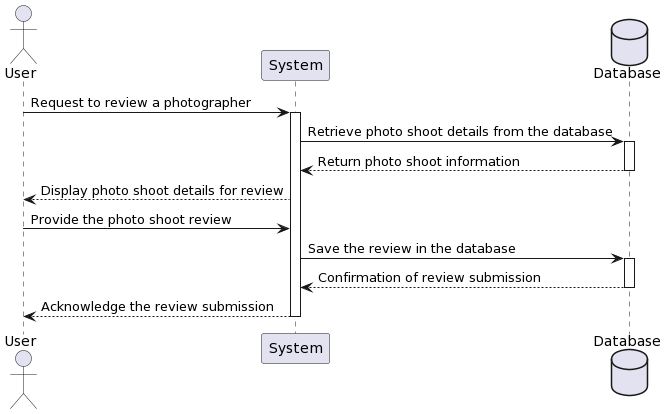 User
System
Database
Request to review a photographer
Retrieve photo shoot details from the database
Return photo shoot information
Display photo shoot details for review
Provide the photo shoot review
Save the review in the database
Confirmation of review submission
Acknowledge the review submission
User
System
Database